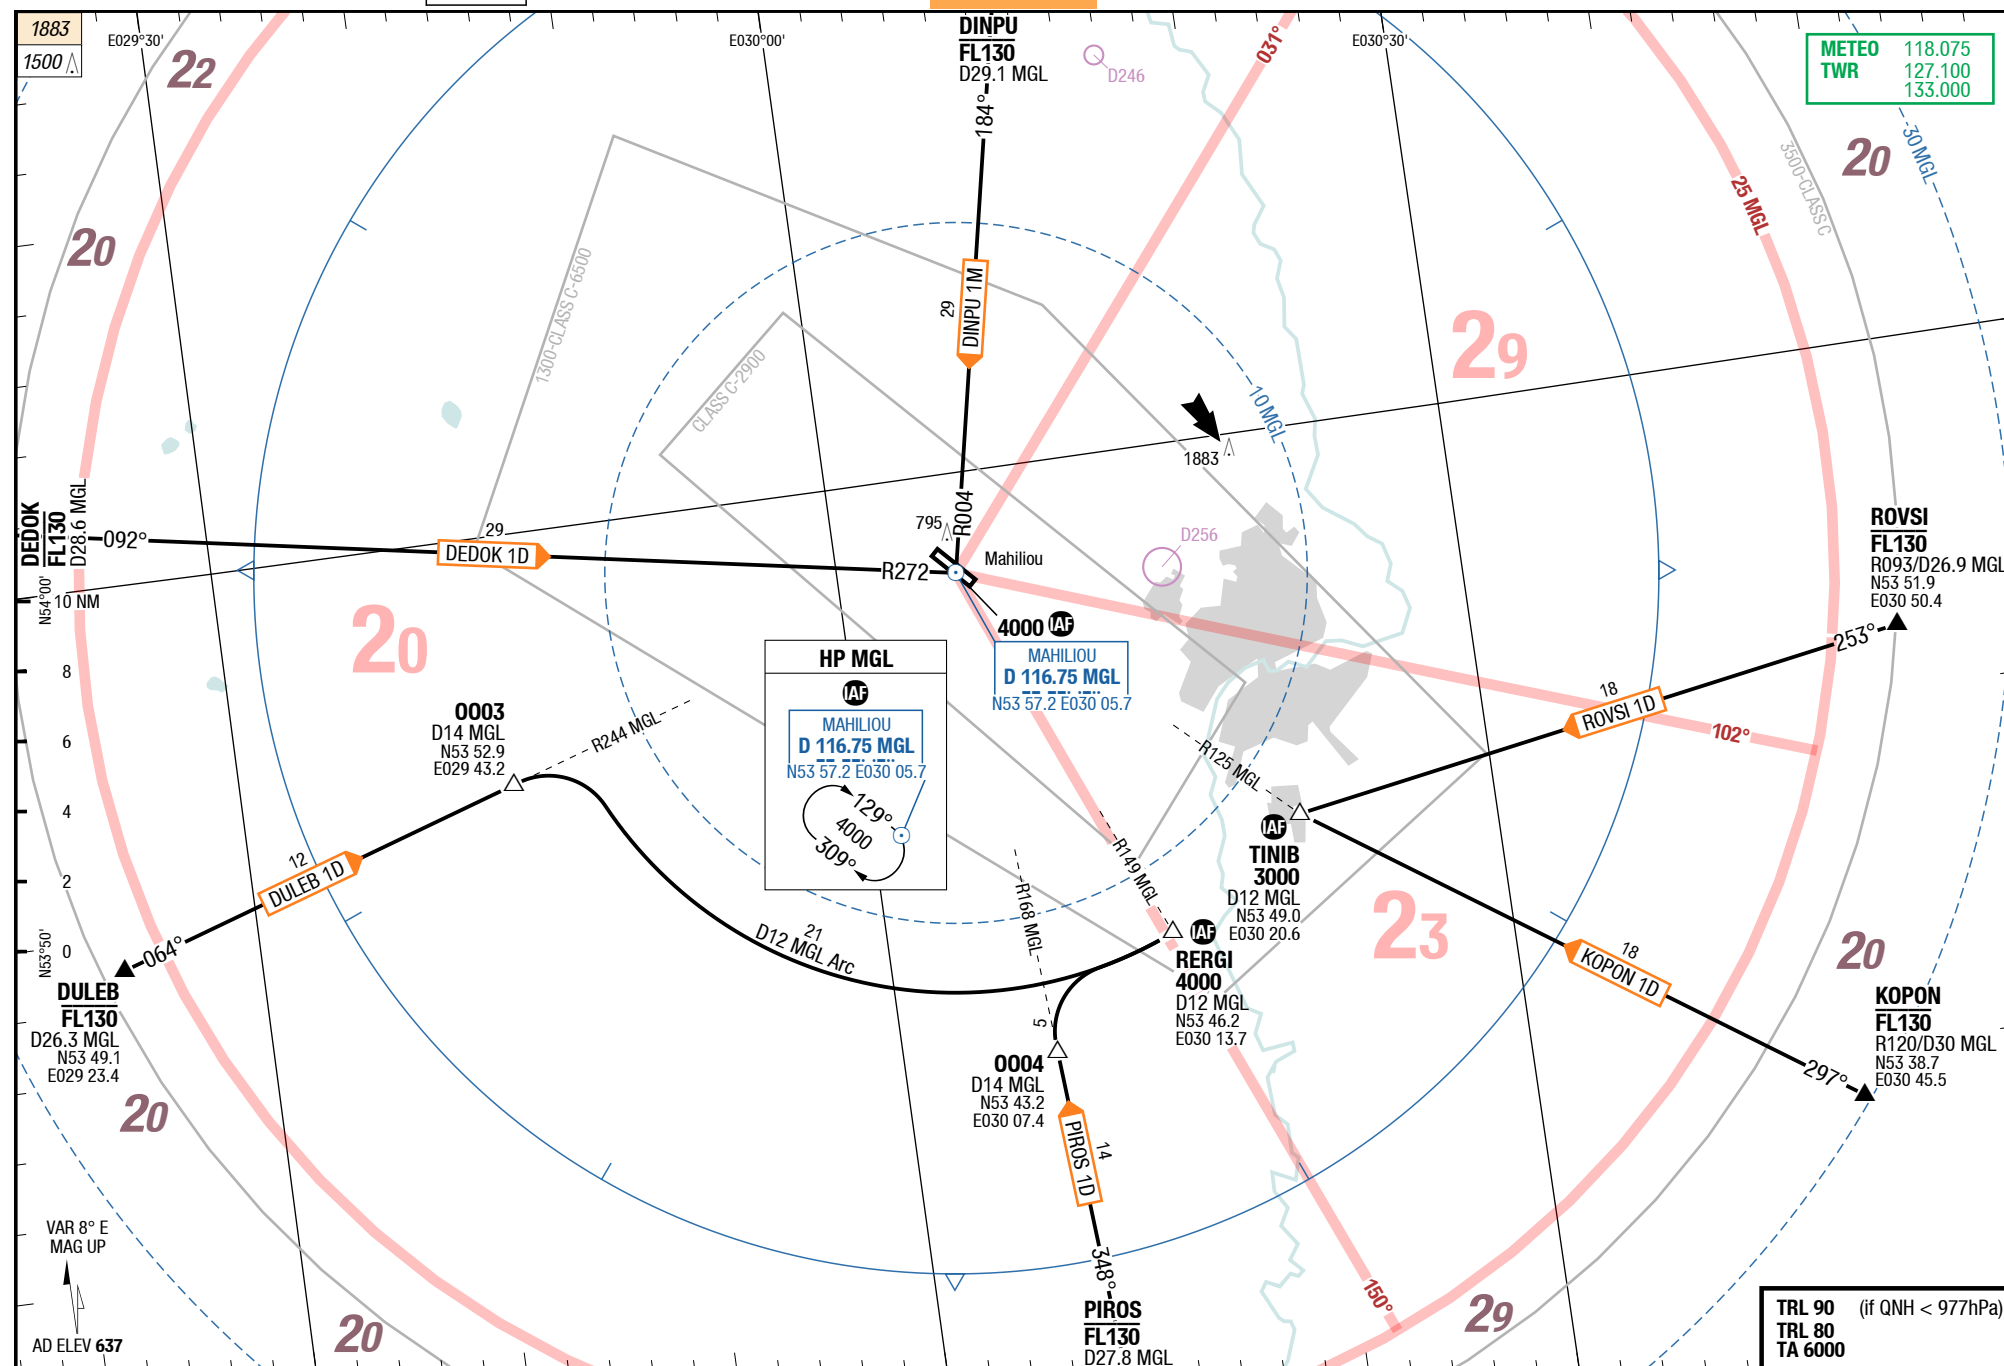 1883
1500
E029°30'
E030°00'
E030°30'
DINPU
FL130
D29.1 MGL
184°
031°
D246
METEO 118.075
TWR 127.100
133.000
22
20
20
3500-CLASS C
30 MGL
25 MGL
1300-CLASS C-6500
CLASS C-2900
29
DINPU 1M
29
10 MGL
1883
DEDOK
FL130
D28.6 MGL
092°
29
DEDOK 1D
R272
R004
795
Mahiliou
D256
ROVSI
FL130
R093/D26.9 MGL
N53 51.9
E030 50.4
253°
N54°00'
10 NM
8
6
4
2
0
N53°50'
20
4000 IAF
MAHILIOU
D 116.75 MGL
N53 57.2 E030 05.7
HP MGL
IAF
MAHILIOU
D 116.75 MGL
N53 57.2 E030 05.7
129°
4000
309°
18
ROVSI 1D
102°
0003
D14 MGL
N53 52.9
E029 43.2
R244 MGL
R125 MGL
IAF
TINIB
3000
D12 MGL
N53 49.0
E030 20.6
R149 MGL
R168 MGL
12
DULEB 1D
064°
DULEB
FL130
D26.3 MGL
N53 49.1
E029 23.4
21
D12 MGL Arc
IAF
RERGI
4000
D12 MGL
N53 46.2
E030 13.7
23
18
KOPON 1D
20
KOPON
FL130
R120/D30 MGL
N53 38.7
E030 45.5
297°
5
0004
D14 MGL
N53 43.2
E030 07.4
PIROS 1D
14
348°
PIROS
FL130
D27.8 MGL
150°
20
20
29
VAR 8° E
MAG UP
AD ELEV 637
TRL 90 (if QNH < 977hPa)
TRL 80
TA 6000